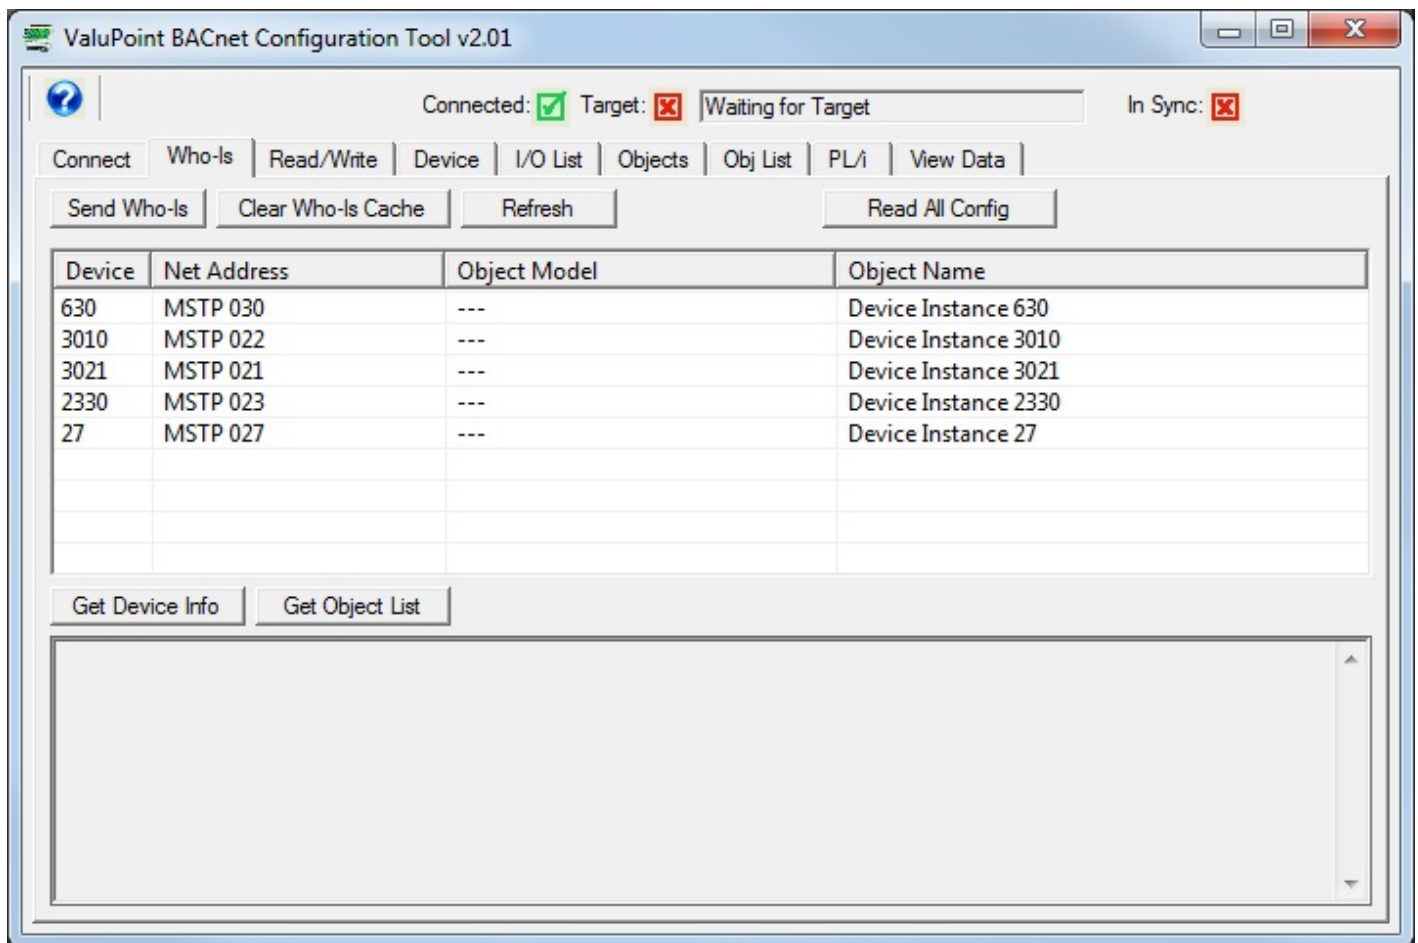 ValuPoint BACnet Configuration Tool v2.01
Connected: Target: Waiting for Target In Sync:
Connect Who-Is Read/Write Device I/O List Objects Obj List PL/i View Data
Send Who-Is Clear Who-Is Cache Refresh Read All Config
Device Net Address Object Model Object Name
630 MSTP 030 --- Device Instance 630
3010 MSTP 022 --- Device Instance 3010
3021 MSTP 021 --- Device Instance 3021
2330 MSTP 023 --- Device Instance 2330
27 MSTP 027 --- Device Instance 27
Get Device Info Get Object List